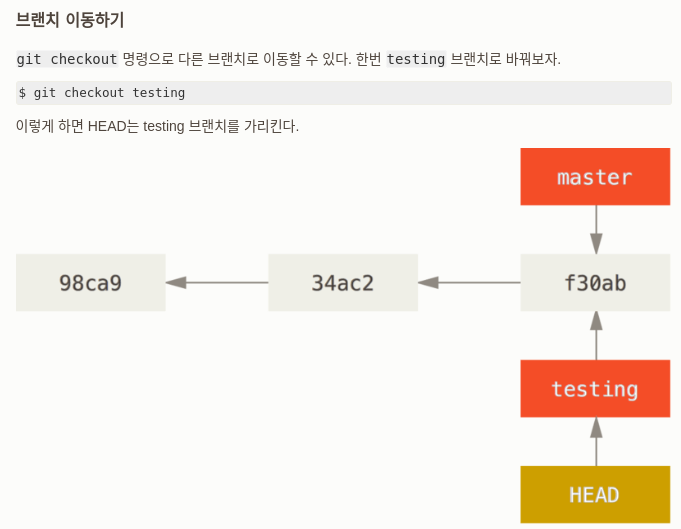 브랜치 이동하기
git checkout 명령으로 다른 브랜치로 이동할 수 있다. 한번 testing 브랜치로 바꿔보자.
$ git checkout testing
이렇게 하면 HEAD는 testing 브랜치를 가리킨다.
master
98ca9 34ac2 f30ab
testing
HEAD